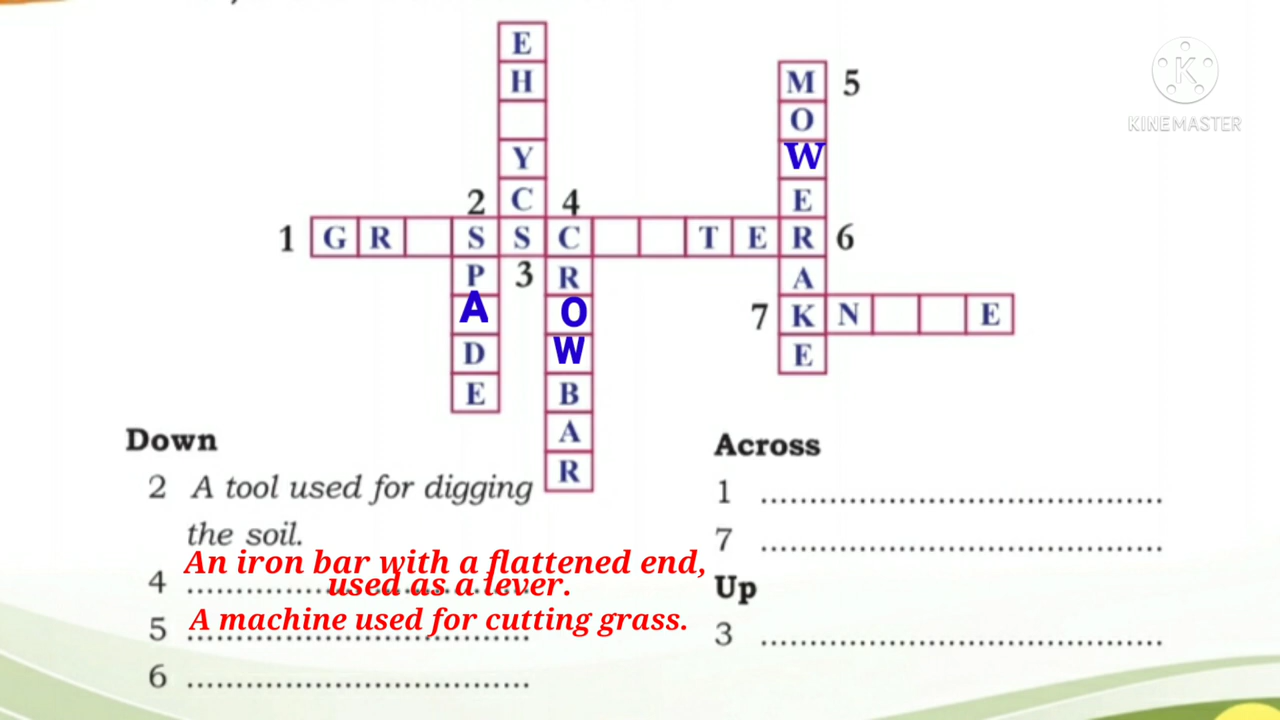 E
H
M 5
O
KINEMASTER
Y
W
2 C 4
E
1 G R S S C T E R 6
P 3 R
A
A O
7 K N E
D W
E
E B
A
R
Down
2 A tool used for digging
the soil.
4 An iron bar with a flattened end,
used as a lever.
5 A machine used for cutting grass.
6 ........................................
Across
1 ........................................
7 ........................................
Up
3 ........................................